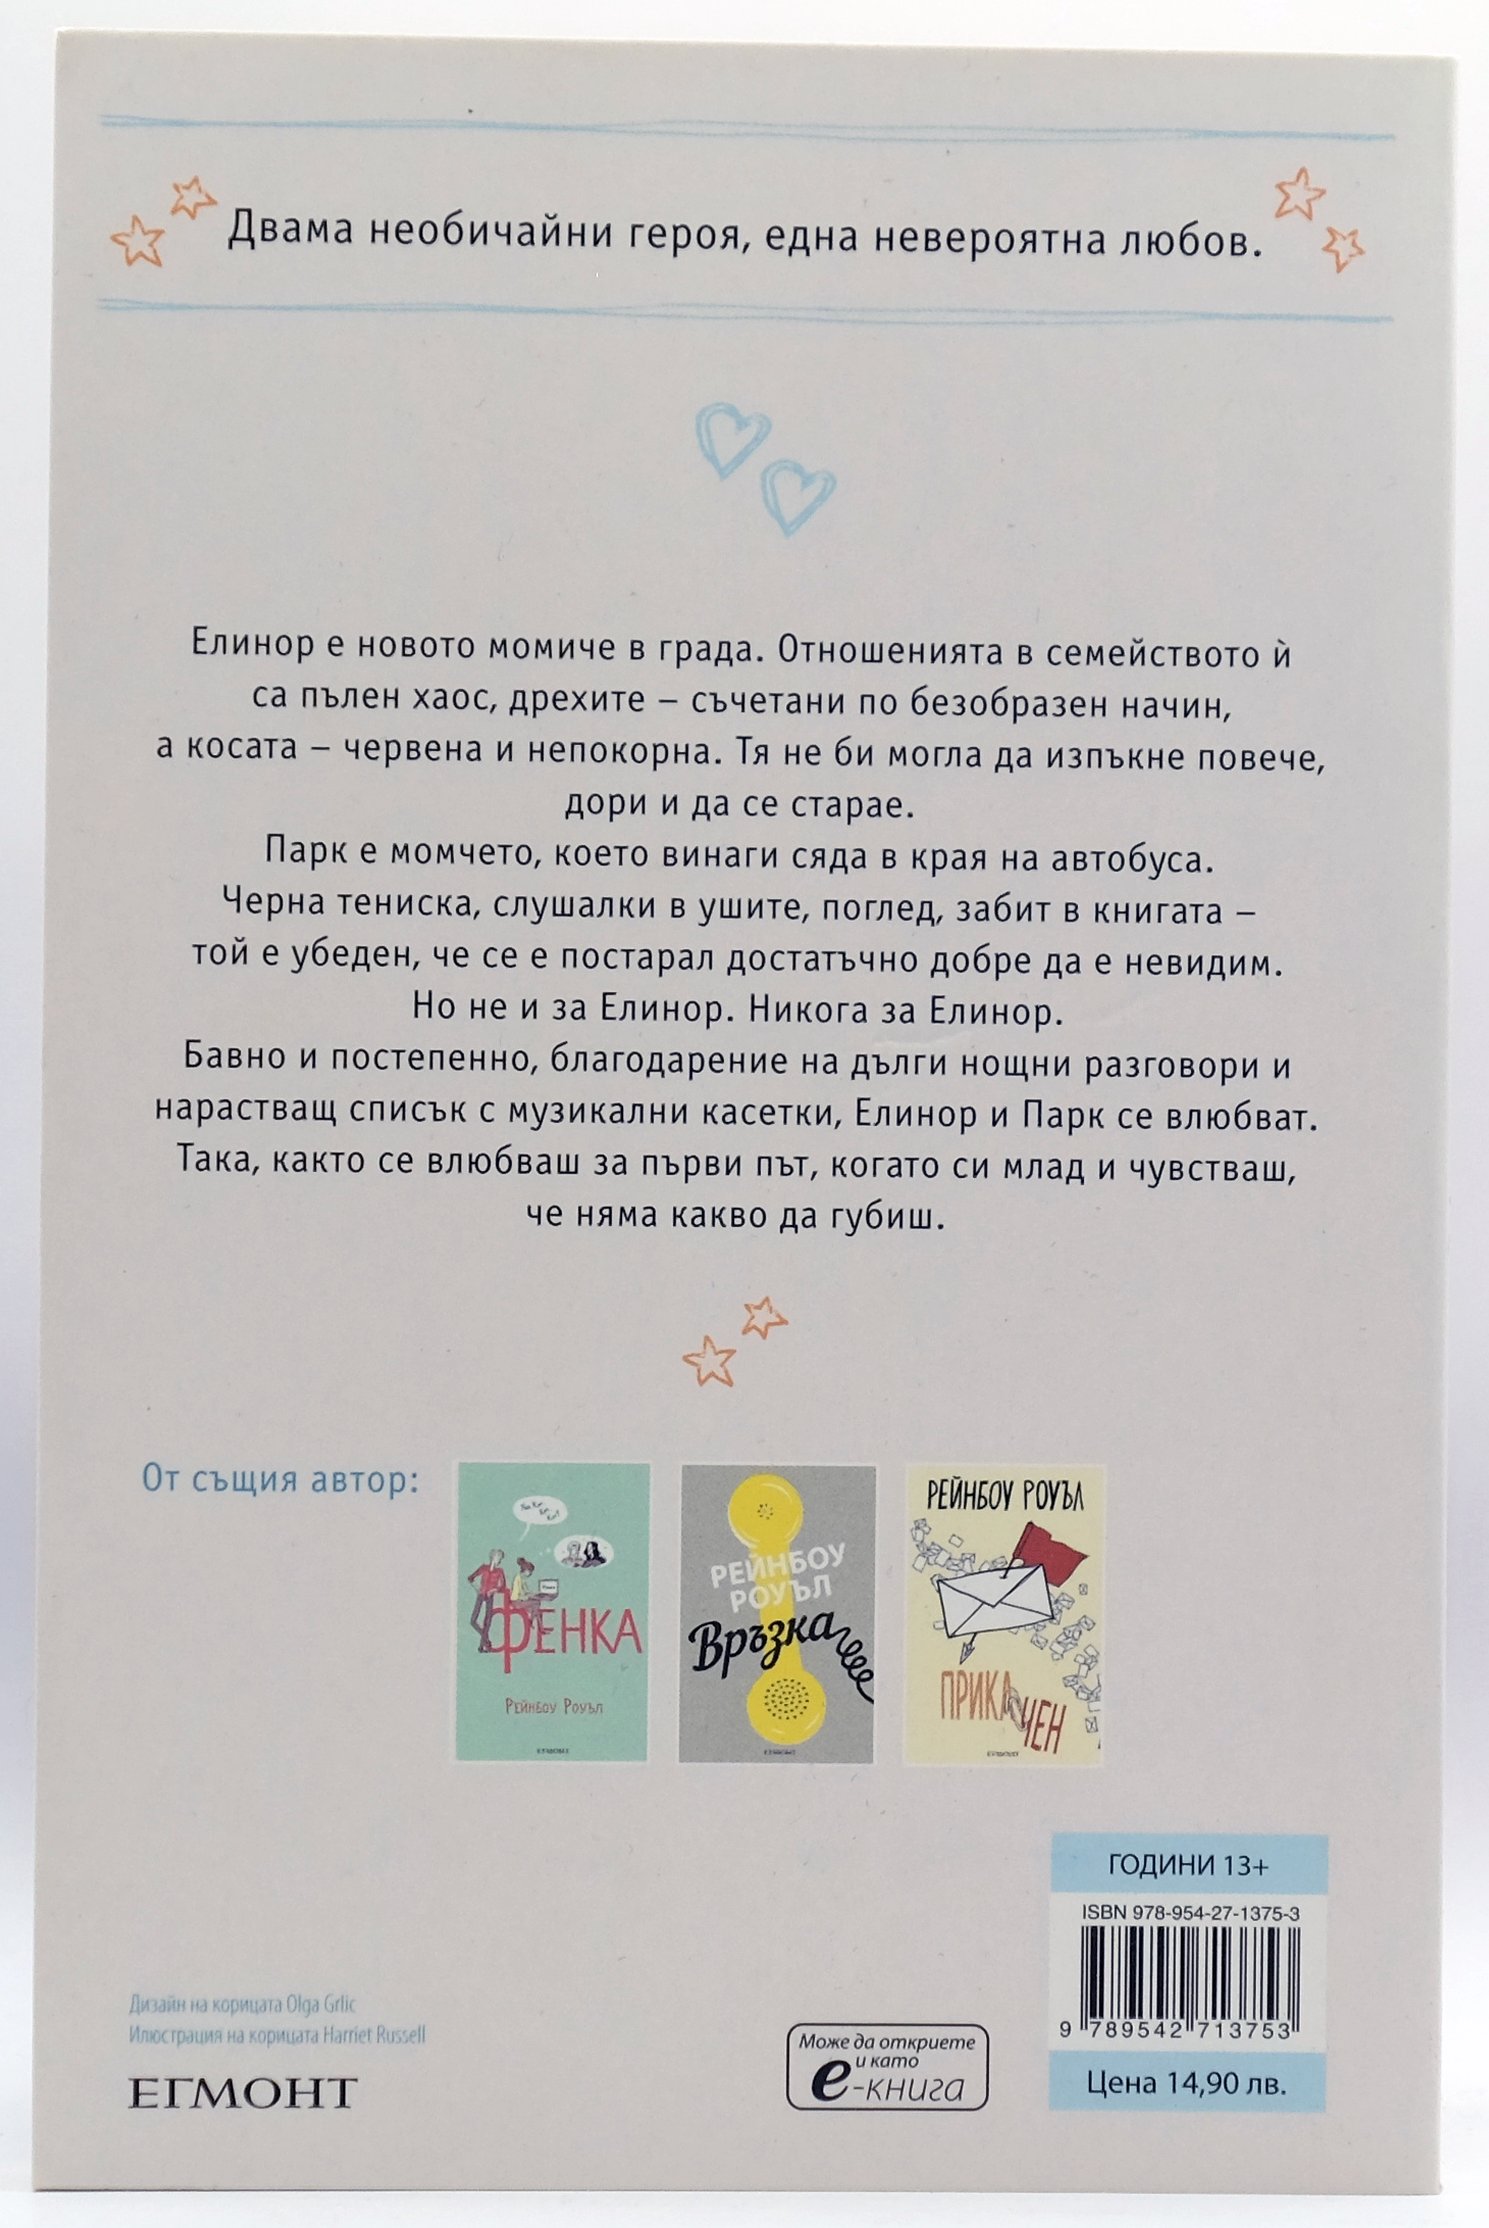 Двама необичайни героя, една невероятна любов.
Елинор е новото момиче в града. Отношенията в семейството ѝ
са пълен хаос, дрехите – съчетани по безобразен начин,
а косата – червена и непокорна. Тя не би могла да изпъкне повече,
дори и да се старае.
Парк е момчето, което винаги сяда в края на автобуса.
Черна тениска, слушалки в ушите, поглед, забит в книгата –
той е убеден, че се е постарал достатъчно добре да е невидим.
Но не и за Елинор. Никога за Елинор.
Бавно и постепенно, благодарение на дълги нощни разговори и
нарастващ списък с музикални касетки, Елинор и Парк се влюбват.
Така, както се влюбваш за първи път, когато си млад и чувстваш,
че няма какво да губиш.
От същия автор:
ФЕНКА
Рейнбоу Роуъл
ЕГМОНТ
РЕЙНБОУ
РОУЪЛ
Връзка
ЕГМОНТ
РЕЙНБОУ РОУЪЛ
ПРИКАЧЕН
ЕГМОНТ
ГОДИНИ 13+
ISBN 978-954-27-1375-3
9 789542 713753
Цена 14,90 лв.
Дизайн на корицата Olga Grlic
Илюстрация на корицата Harriet Russell
ЕГМОНТ
Може да откриете
и като
е-книга